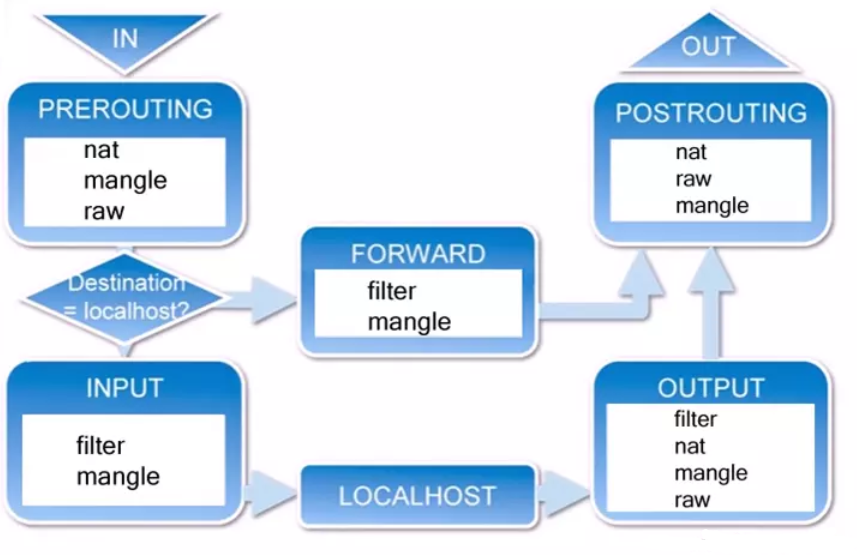 IN
OUT
PREROUTING
nat
mangle
raw
POSTROUTING
nat
raw
mangle
Destination
= localhost?
FORWARD
filter
mangle
INPUT
filter
mangle
LOCALHOST
OUTPUT
filter
nat
mangle
raw